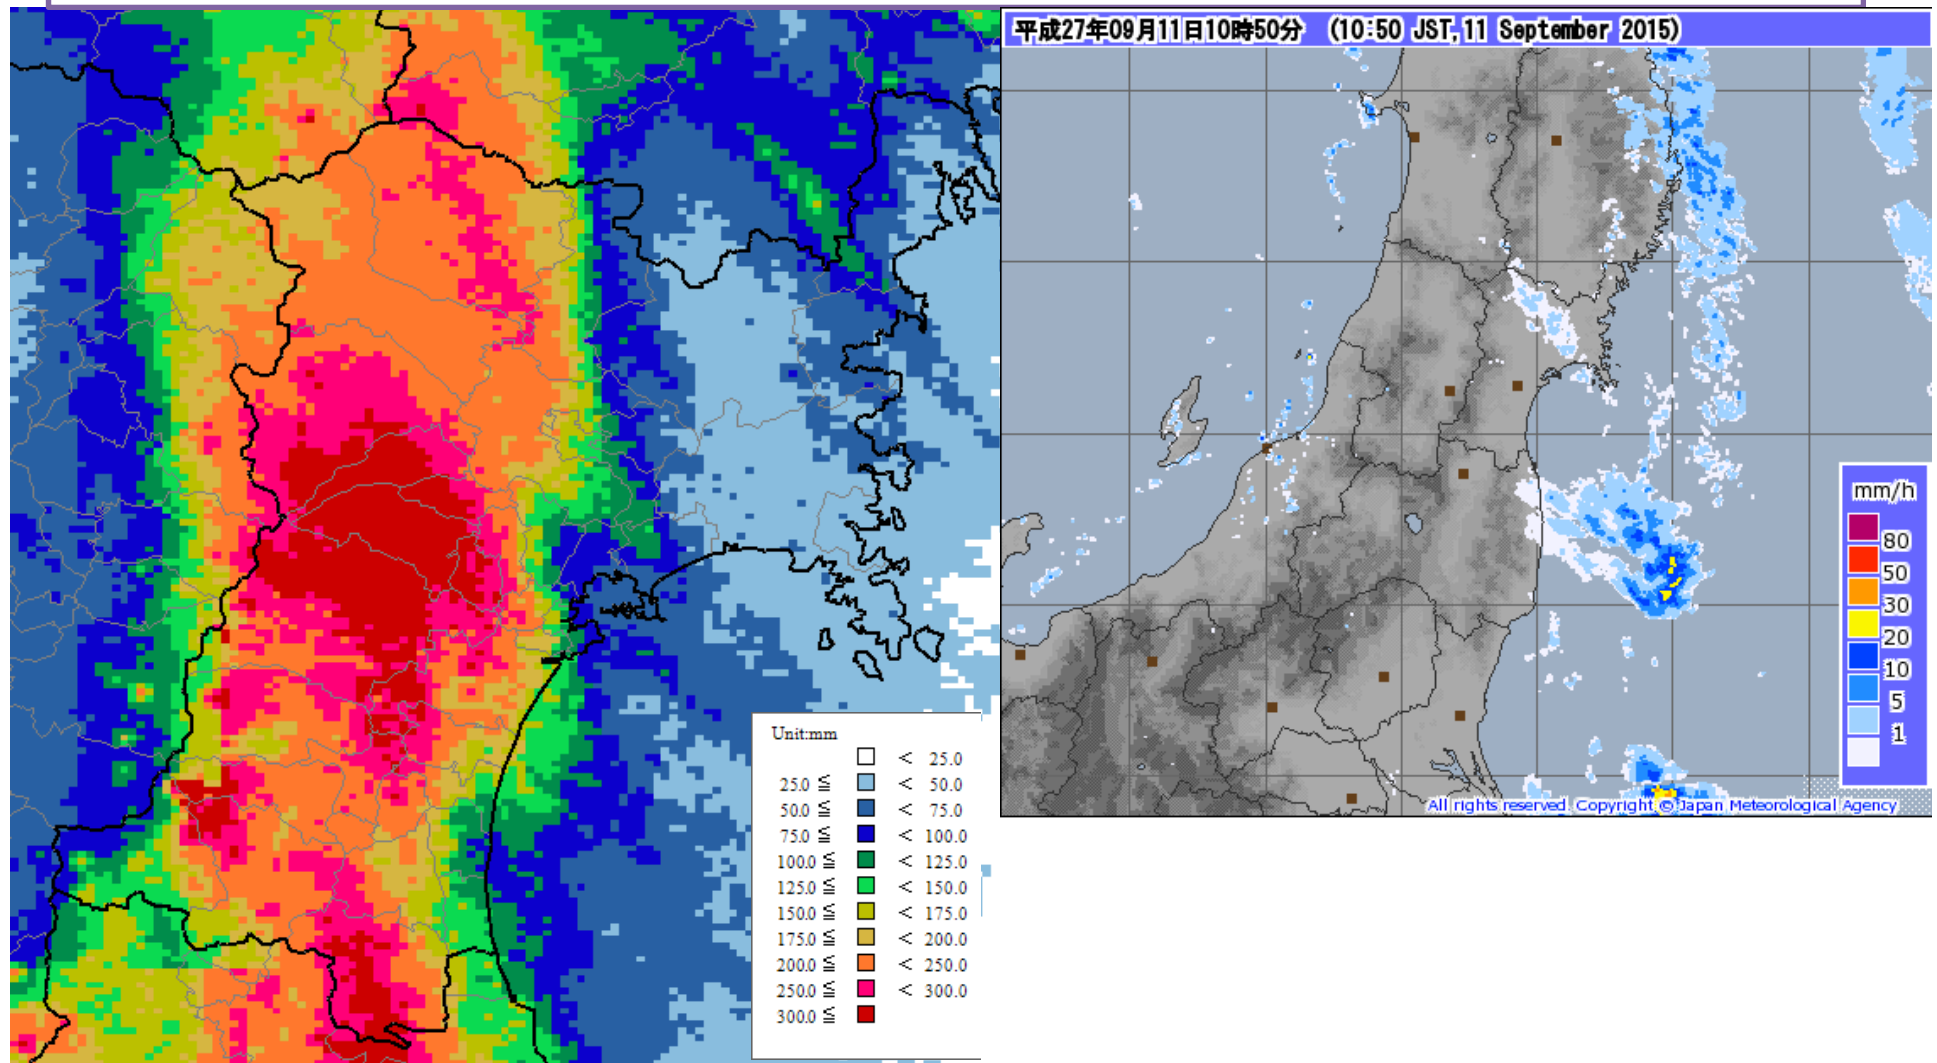 Unit:mm
< 25.0
25.0 ≦ < 50.0
50.0 ≦ < 75.0
75.0 ≦ < 100.0
100.0 ≦ < 125.0
125.0 ≦ < 150.0
150.0 ≦ < 175.0
175.0 ≦ < 200.0
200.0 ≦ < 250.0
250.0 ≦ < 300.0
300.0 ≦
平成27年09月11日10時50分 (10:50 JST,11 September 2015)
mm/h
80
50
30
20
10
5
1
All rights reserved. Copyright © Japan Meteorological Agency